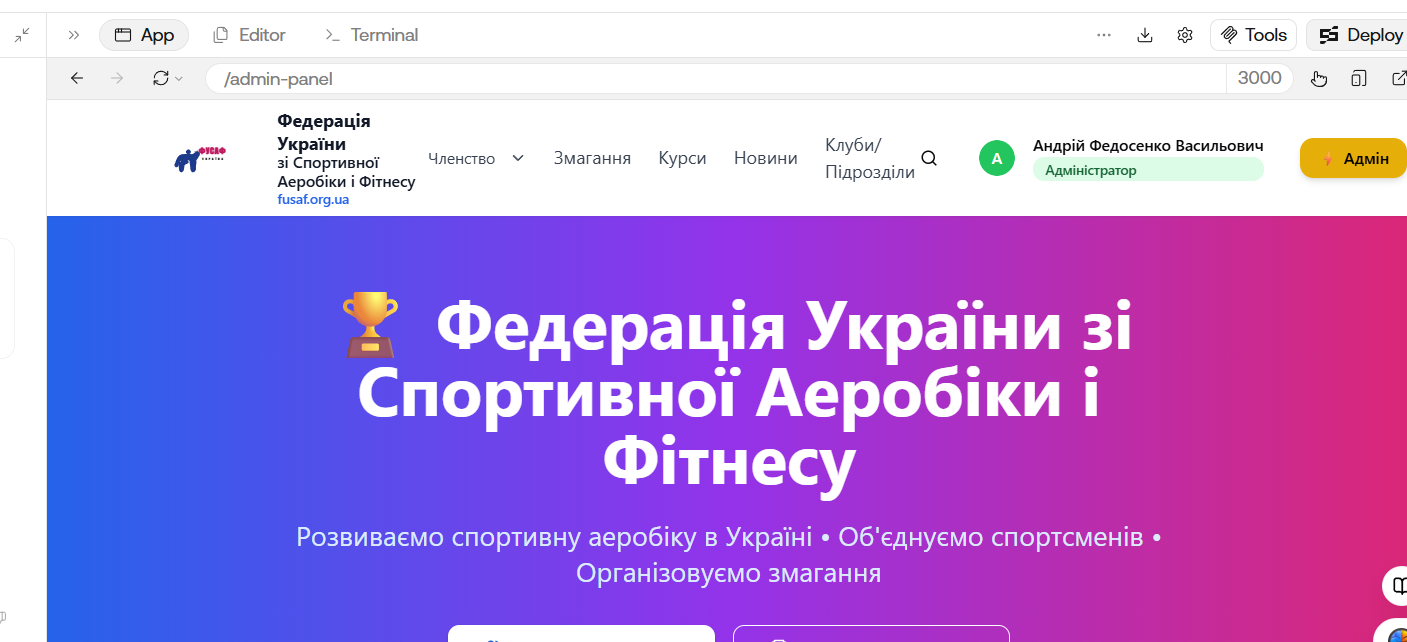 App Editor Terminal Tools Deploy
/admin-panel 3000
ФУСАФ
УКРАЇНА
Федерація
України
зі Спортивної
Аеробіки і Фітнесу
fusaf.org.ua
Членство
Змагання
Курси
Новини
Клуби/
Підрозділи
А
Андрій Федосенко Васильович
Адміністратор
Адмін
Федерація України зі
Спортивної Аеробіки і
Фітнесу
Розвиваємо спортивну аеробіку в Україні • Об'єднуємо спортсменів •
Організовуємо змагання